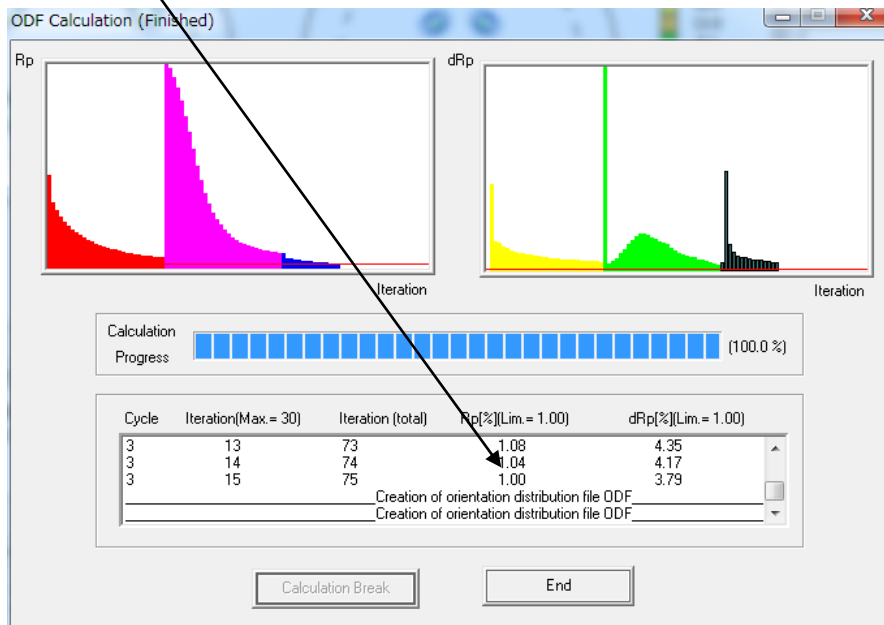 ODF Calculation (Finished)
Rp
dRp
Iteration
Iteration
Calculation
Progress
(100.0 %)
Cycle Iteration(Max.= 30) Iteration (total) Rp[%](Lim.= 1.00) dRp[%](Lim.= 1.00)
3 13 73 1.08 4.35
3 14 74 1.04 4.17
3 15 75 1.00 3.79
Creation of orientation distribution file ODF
Creation of orientation distribution file ODF
Calculation Break
End